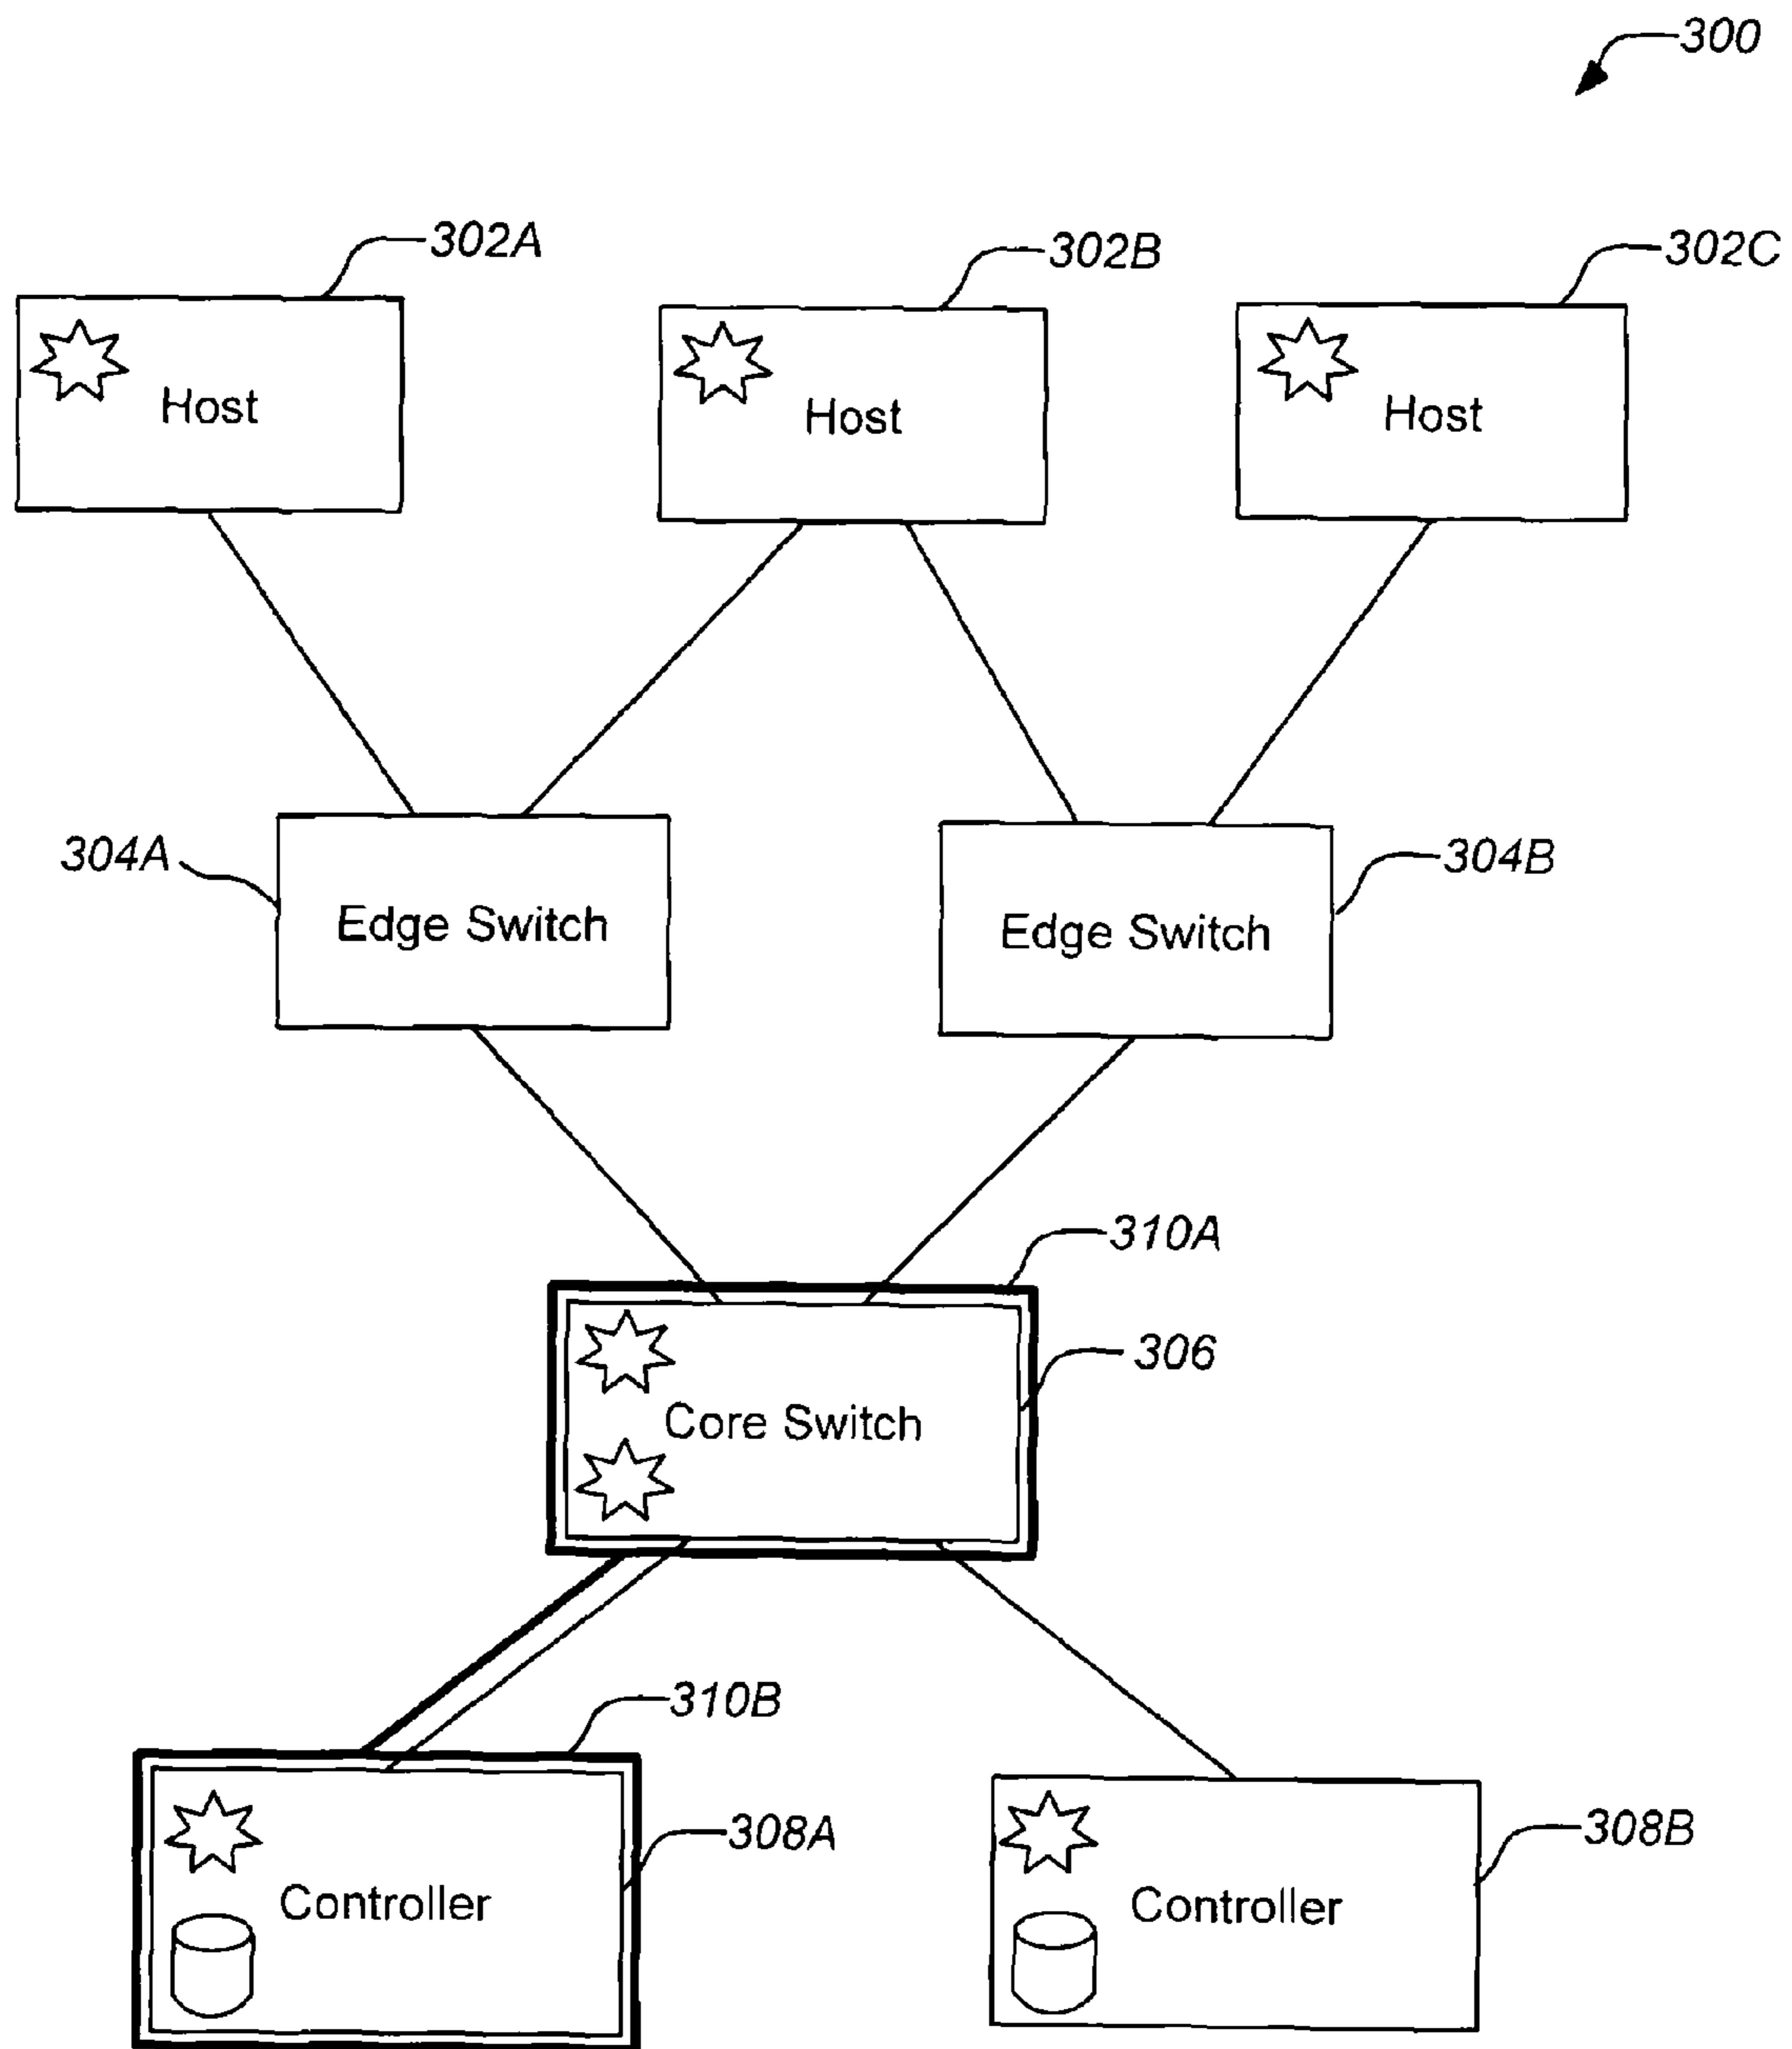 300
302A
302B
302C
Host
Host
Host
304A
304B
Edge Switch
Edge Switch
310A
306
Core Switch
310B
308A
308B
Controller
Controller